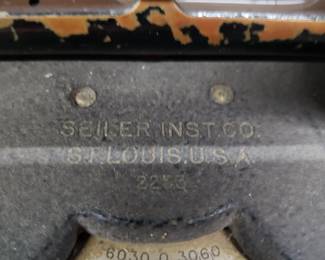 SEILER INST. CO.
ST. LOUIS, U.S.A.
2253
6030 0 3060